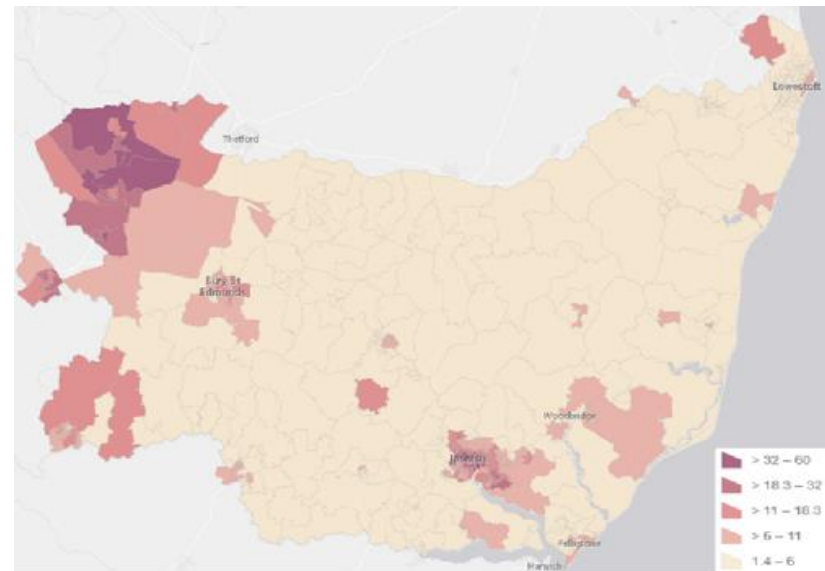 Lowestoft
Thetford
Bury St
Edmunds
Woodbridge
Ipswich
Felixstowe
Harwich
> 32 – 60
> 18.3 – 32
> 11 – 18.3
> 6 – 11
1.4 – 6